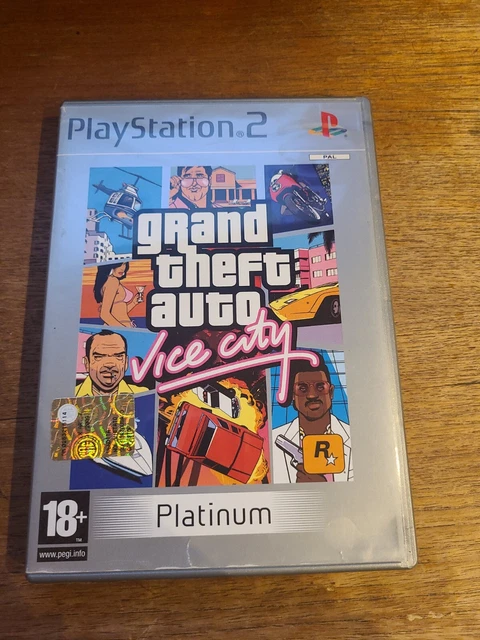 PlayStation®2
PAL
grand
theft
auto
Vice City
R
18+
www.pegi.info
Platinum